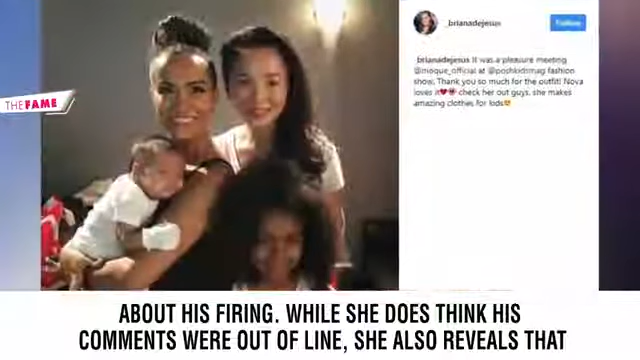 THE FAME
_brianadejesus
Follow
_brianadejesus It was a pleasure meeting
@moque_official at @poshkidsmag fashion
show. Thank you so much for the outfit! Nova
loves it❤ check her out guys. she makes
amazing clothes for kids
ABOUT HIS FIRING. WHILE SHE DOES THINK HIS
COMMENTS WERE OUT OF LINE, SHE ALSO REVEALS THAT